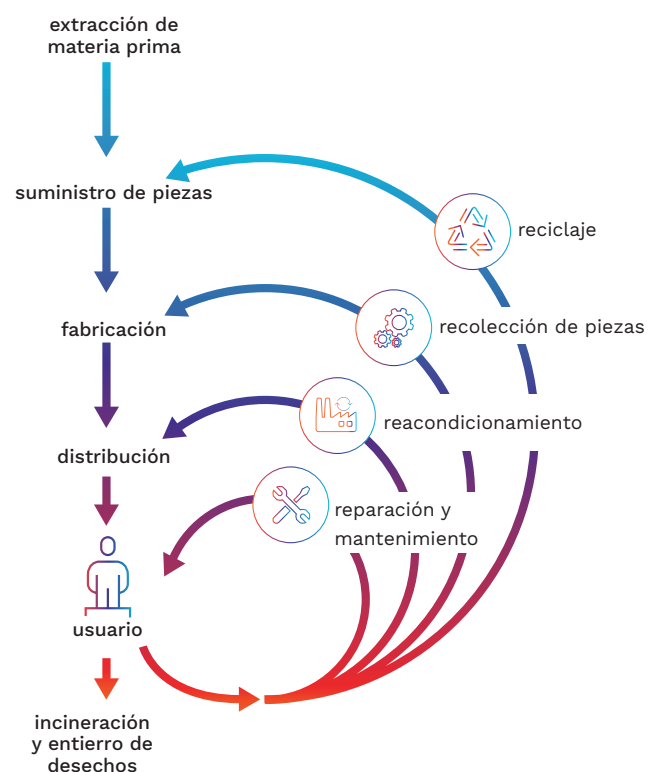 extracción de
materia prima
suministro de piezas
reciclaje
fabricación
recolección de piezas
reacondicionamiento
distribución
reparación y
mantenimiento
usuario
incineración
y entierro de
desechos